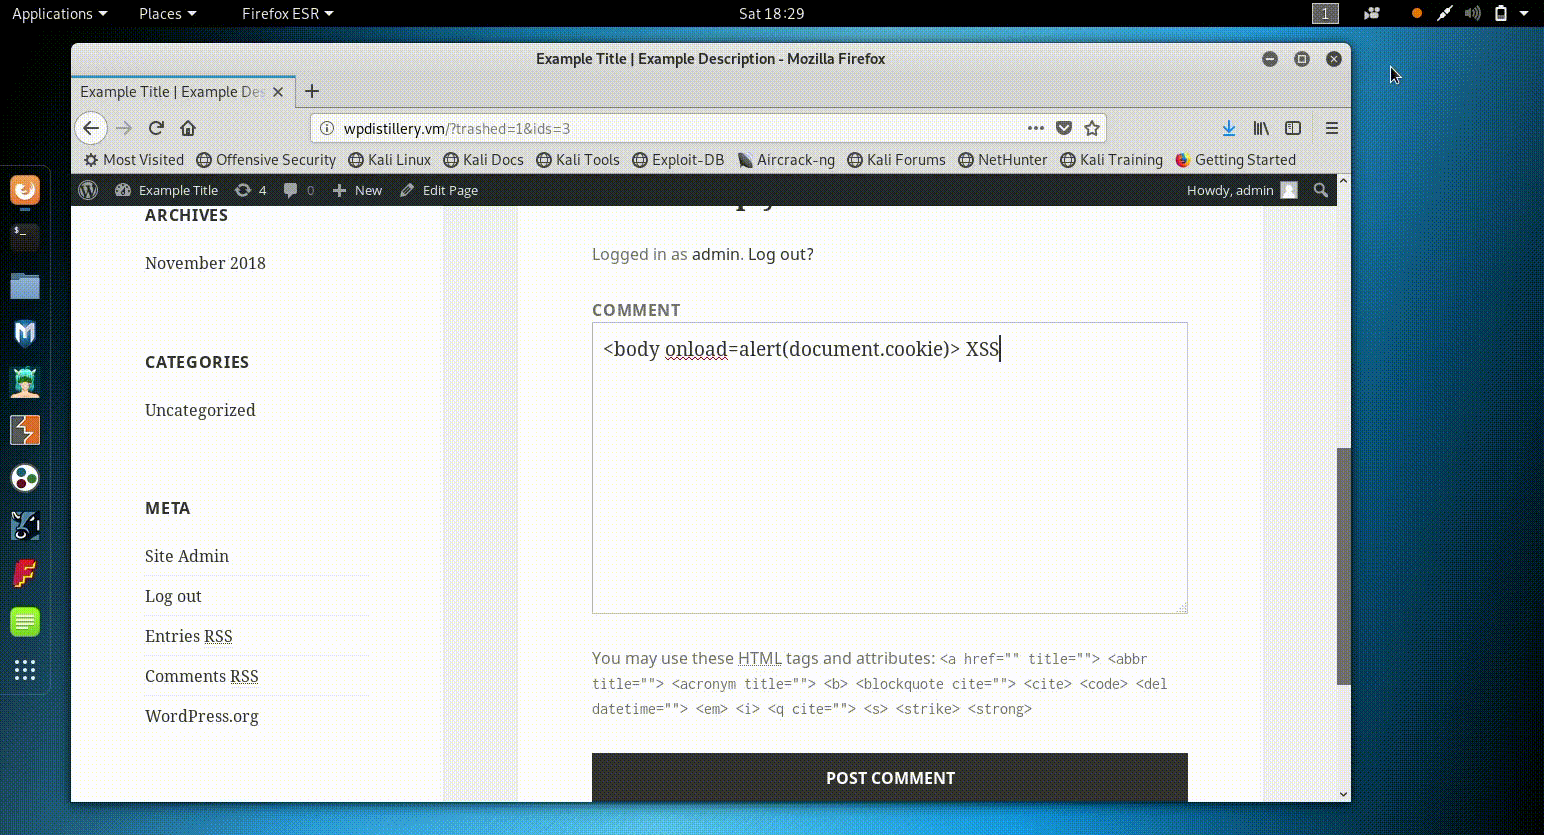 Applications Places Firefox ESR Sat 18:29 1
Example Title | Example Description - Mozilla Firefox
Example Title | Example Des
wpdistillery.vm/?trashed=1&ids=3
Most Visited Offensive Security Kali Linux Kali Docs Kali Tools Exploit-DB Aircrack-ng Kali Forums NetHunter Kali Training Getting Started
Example Title 4 0 New Edit Page Howdy, admin
ARCHIVES
November 2018
CATEGORIES
Uncategorized
META
Site Admin
Log out
Entries RSS
Comments RSS
WordPress.org
Logged in as admin. Log out?
COMMENT
<body onload=alert(document.cookie)> XSS
You may use these HTML tags and attributes: <a href="" title=""> <abbr
title=""> <acronym title=""> <b> <blockquote cite=""> <cite> <code> <del
datetime=""> <em> <i> <q cite=""> <s> <strike> <strong>
POST COMMENT